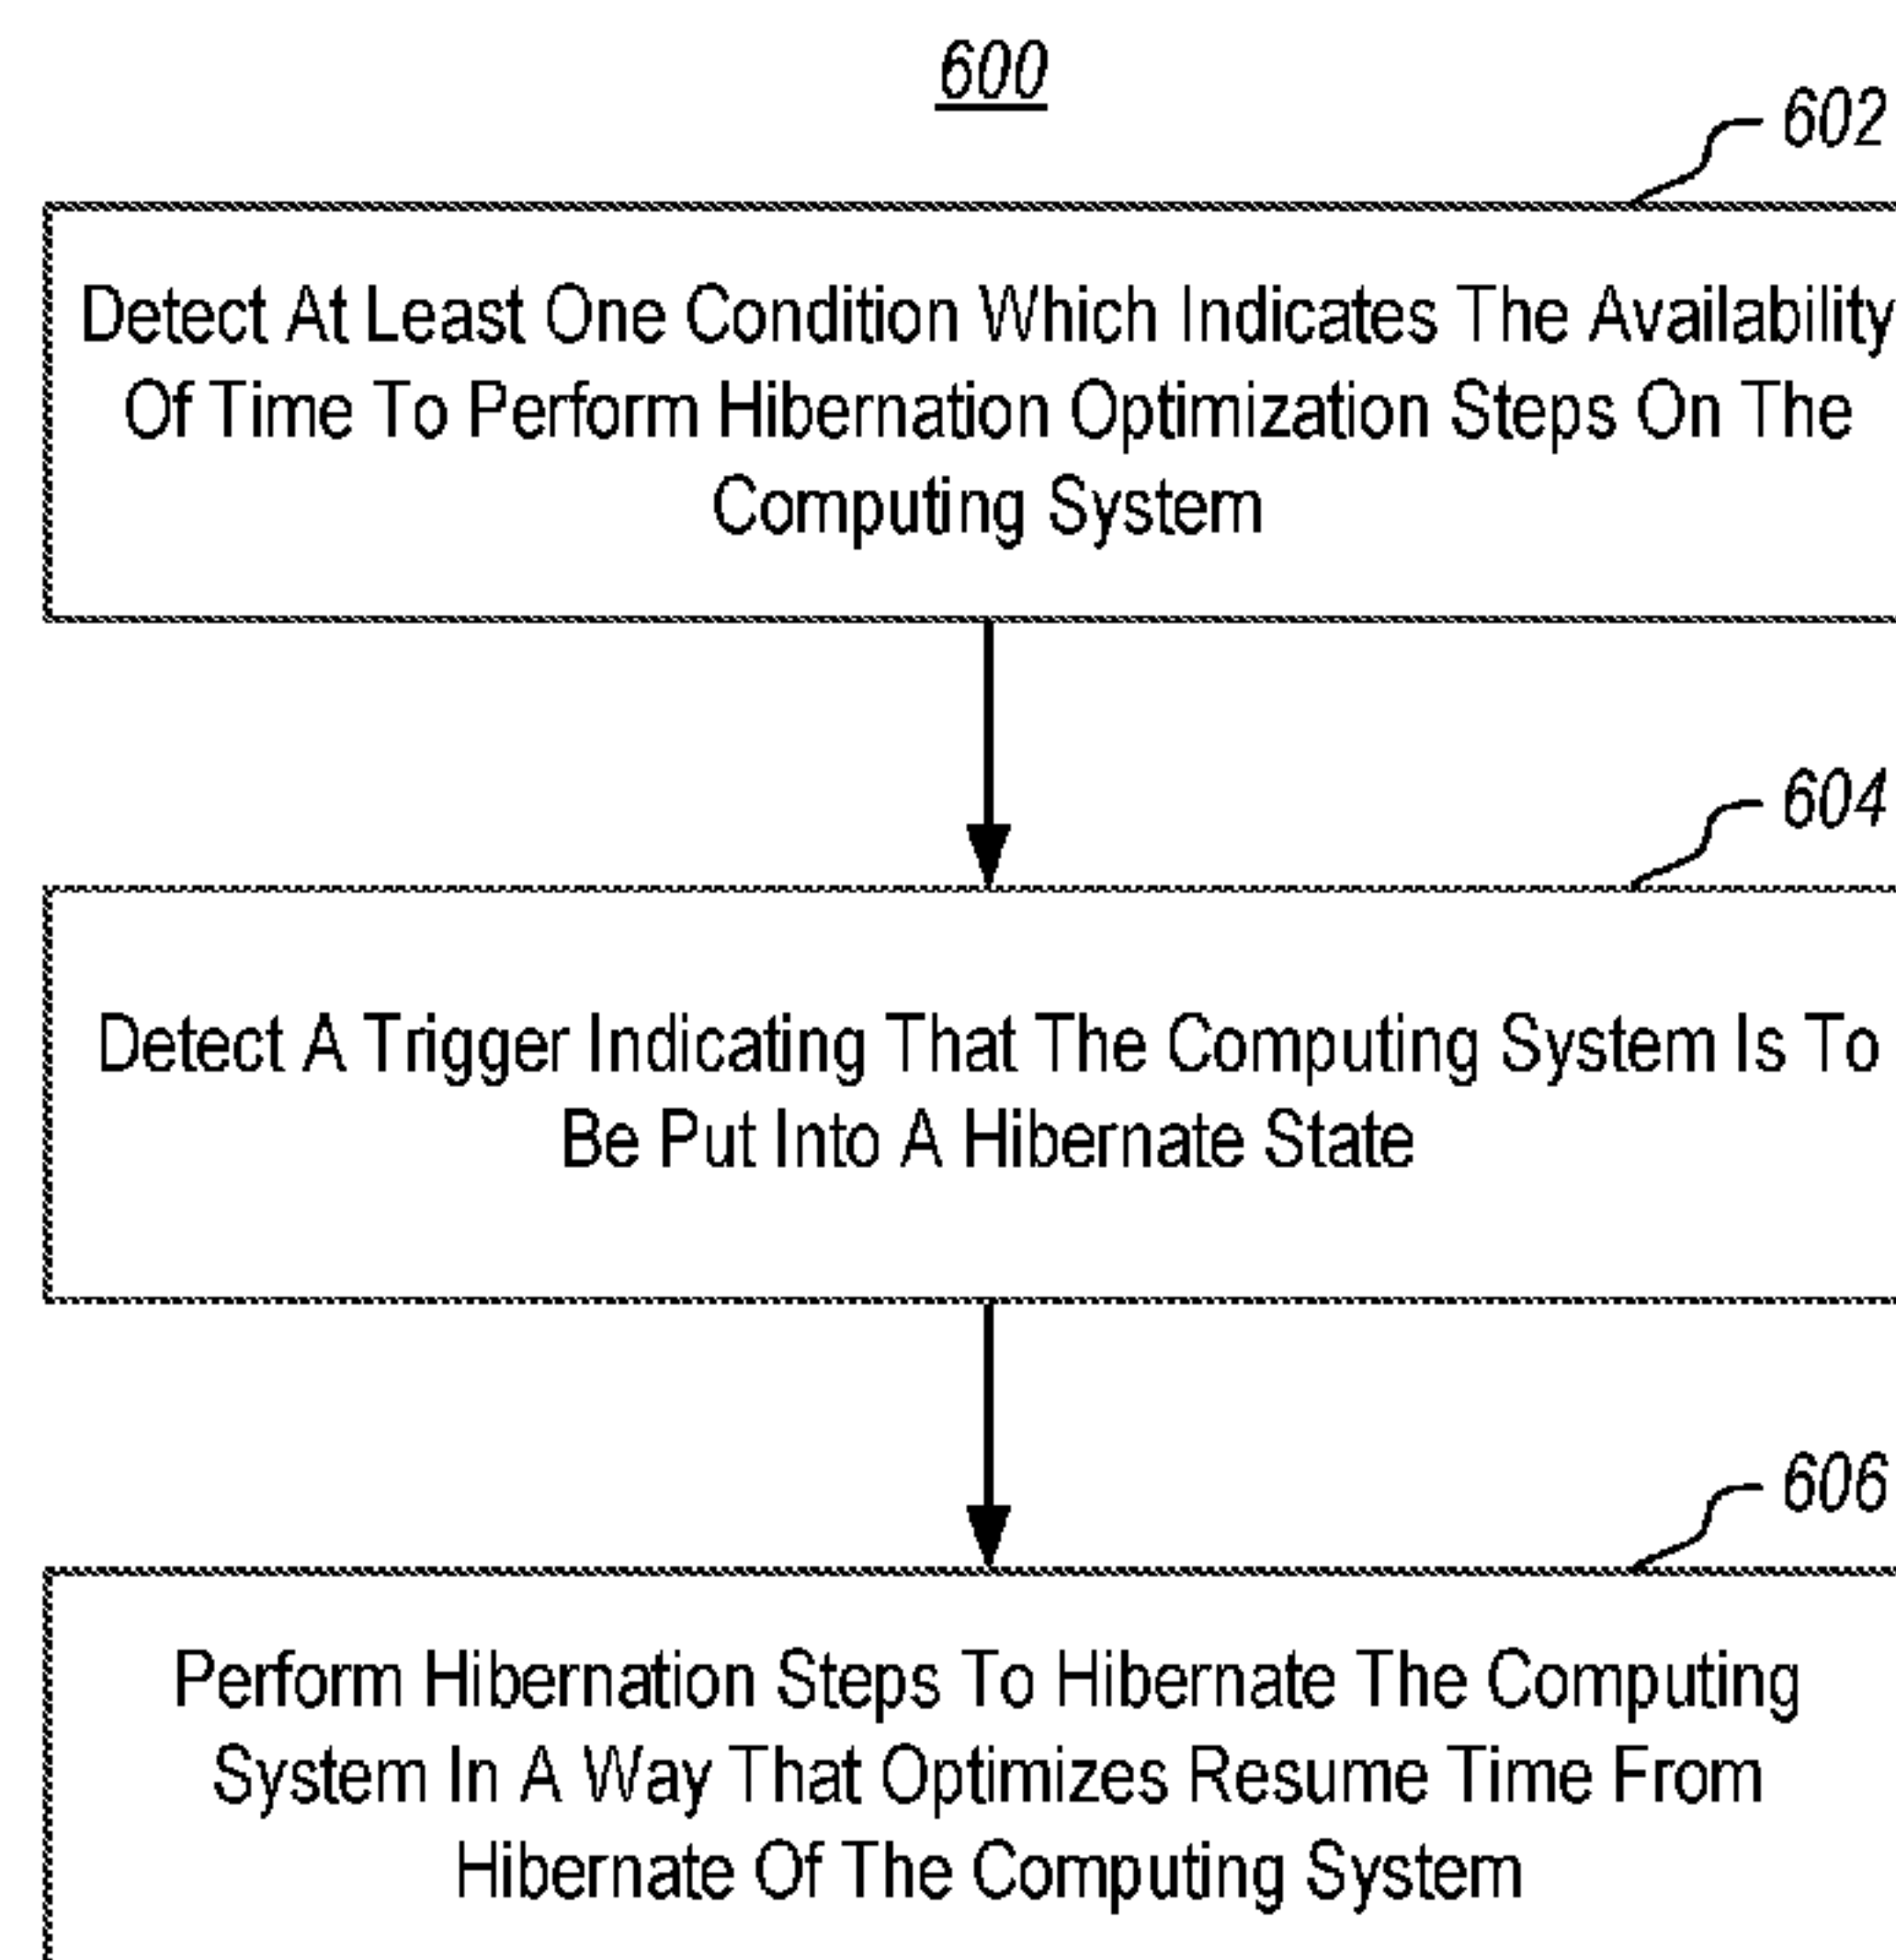 600
602
Detect At Least One Condition Which Indicates The Availability
Of Time To Perform Hibernation Optimization Steps On The
Computing System
604
Detect A Trigger Indicating That The Computing System Is To
Be Put Into A Hibernate State
606
Perform Hibernation Steps To Hibernate The Computing
System In A Way That Optimizes Resume Time From
Hibernate Of The Computing System